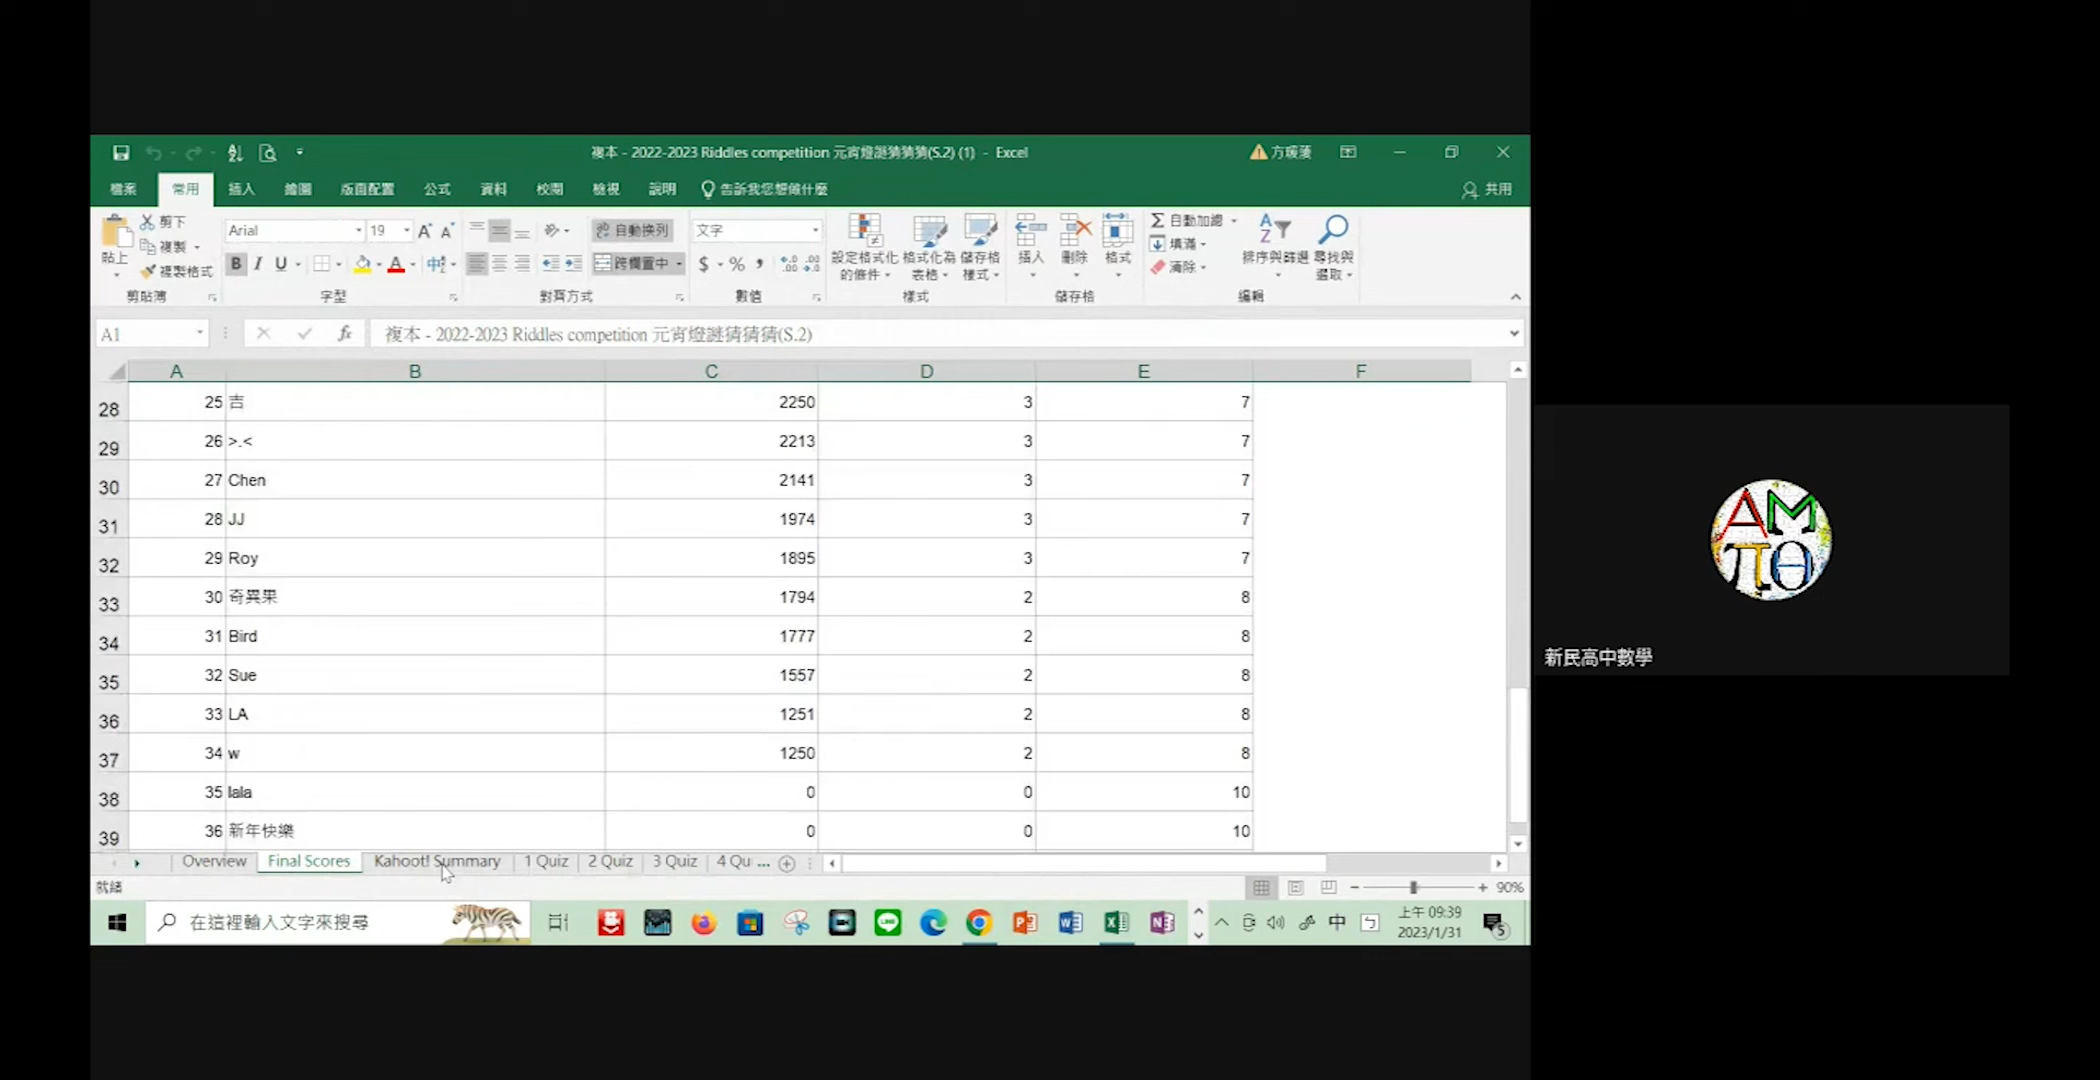 複本 - 2022-2023 Riddles competition 元宵燈謎猜猜猜(S.2) (1) - Excel
檔案 常用 插入 繪圖 版面配置 公式 資料 校閱 檢視 說明 告訴我您想做什麼 共用
貼上 剪下 複製 複製格式 剪貼簿
Arial 19 B I U 字型
自動換列 跨欄置中 對齊方式
文字 $ % 數值
設定格式化的條件 格式化為表格 儲存格樣式 樣式
插入 刪除 格式 儲存格
自動加總 填滿 清除 排序與篩選 尋找與選取 編輯
A1 fx 複本 - 2022-2023 Riddles competition 元宵燈謎猜猜猜(S.2)
A B C D E F
28 25 吉 2250 3 7
29 26 >.< 2213 3 7
30 27 Chen 2141 3 7
31 28 JJ 1974 3 7
32 29 Roy 1895 3 7
33 30 奇異果 1794 2 8
34 31 Bird 1777 2 8
35 32 Sue 1557 2 8
36 33 LA 1251 2 8
37 34 w 1250 2 8
38 35 lala 0 0 10
39 36 新年快樂 0 0 10
Overview Final Scores Kahoot! Summary 1 Quiz 2 Quiz 3 Quiz 4 Qu ...
就緒 90%
在這裡輸入文字來搜尋 中 上午 09:39
2023/1/31 5
AM
πθ
新民高中數學